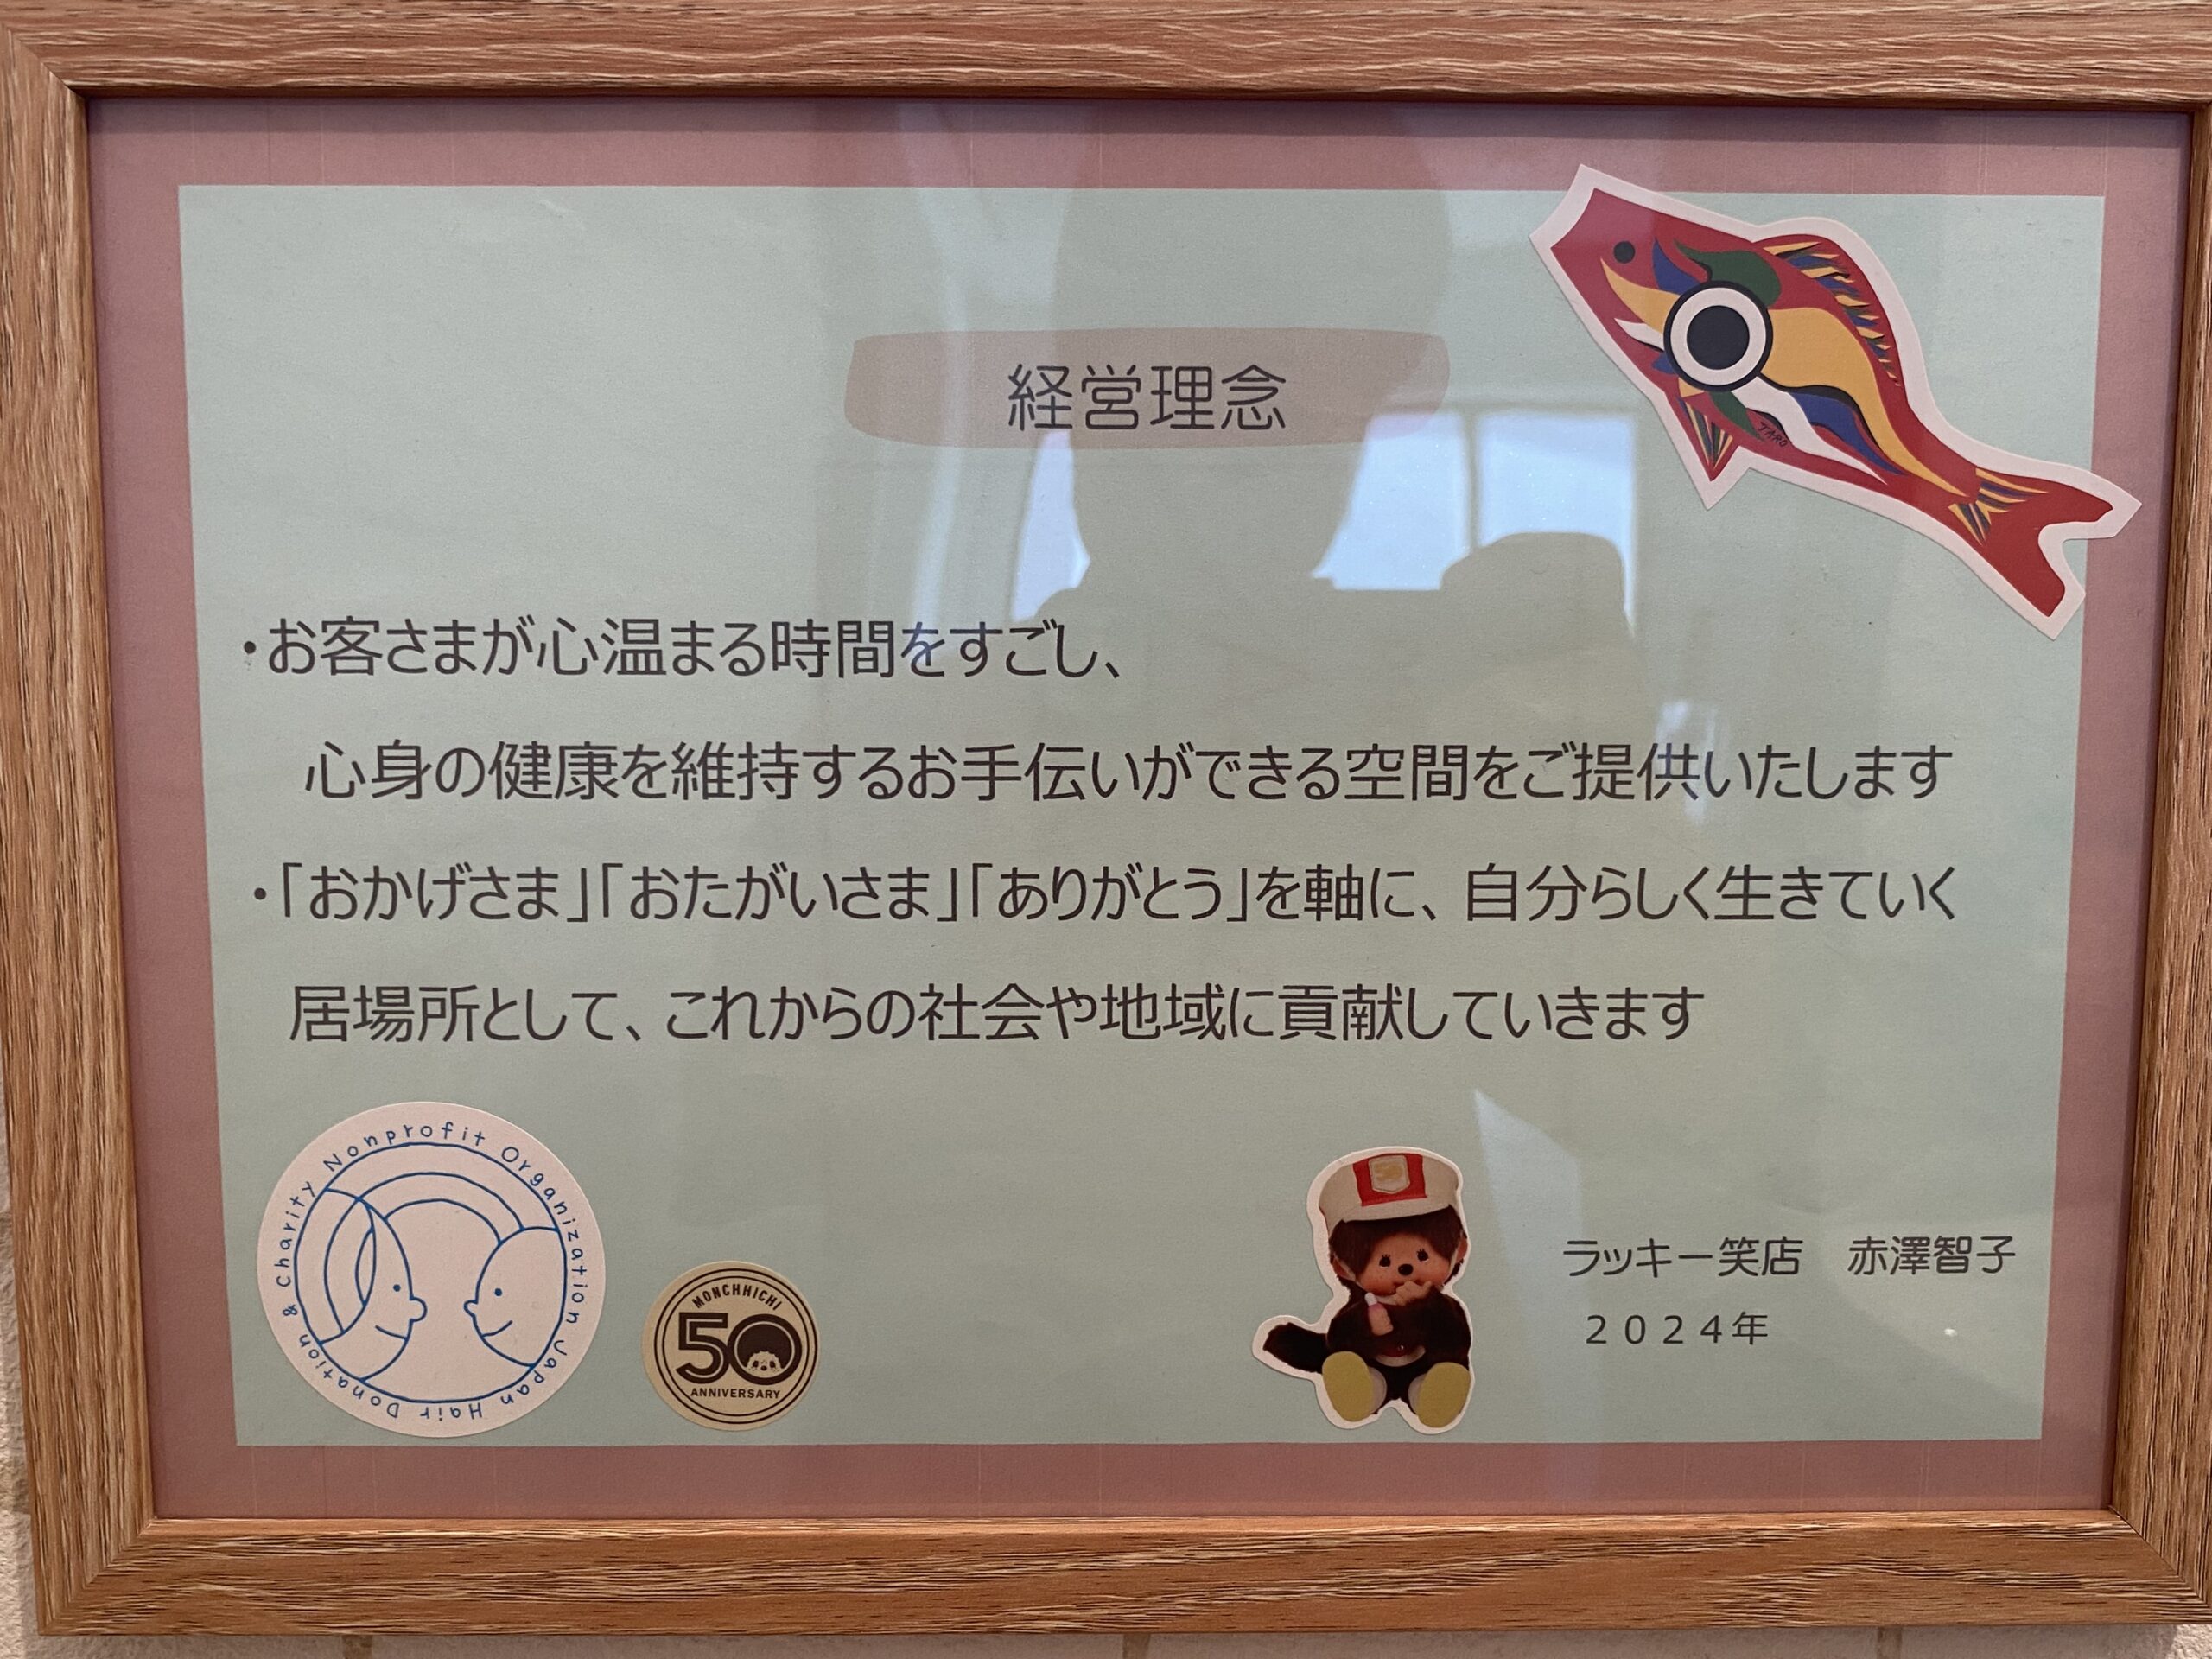 経営理念
TARO
・お客さまが心温まる時間をすごし、
心身の健康を維持するお手伝いができる空間をご提供いたします
・「おかげさま」「おたがいさま」「ありがとう」を軸に、自分らしく生きていく
居場所として、これからの社会や地域に貢献していきます
Nonprofit Organization Japan Hair Donation & Charity
MONCHHICHI
50
ANNIVERSARY
ラッキー笑店　赤澤智子
２０２４年